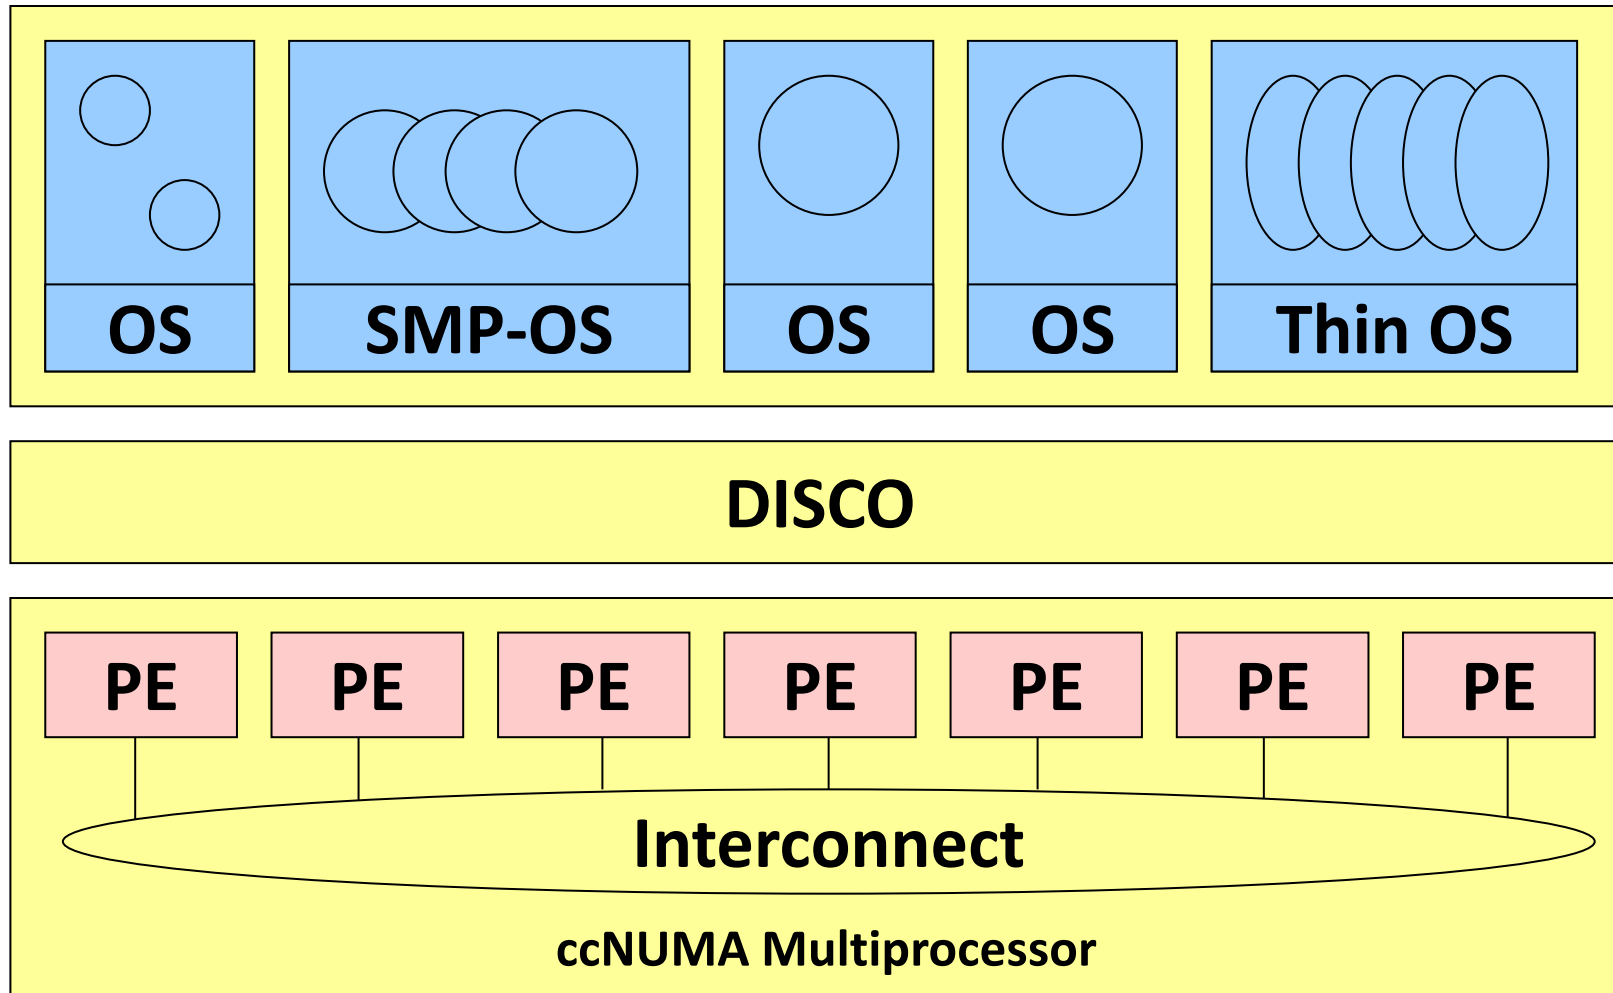 OS SMP-OS OS OS Thin OS
DISCO
PE PE PE PE PE PE PE
Interconnect
ccNUMA Multiprocessor